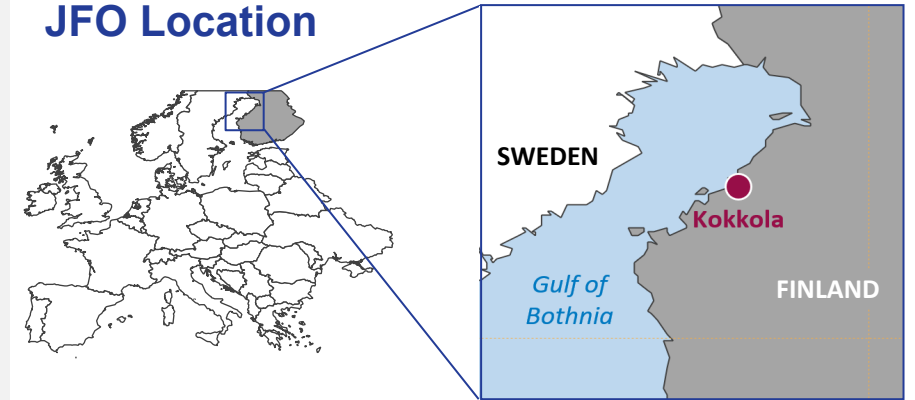 JFO Location
SWEDEN
Kokkola
Gulf of
Bothnia
FINLAND